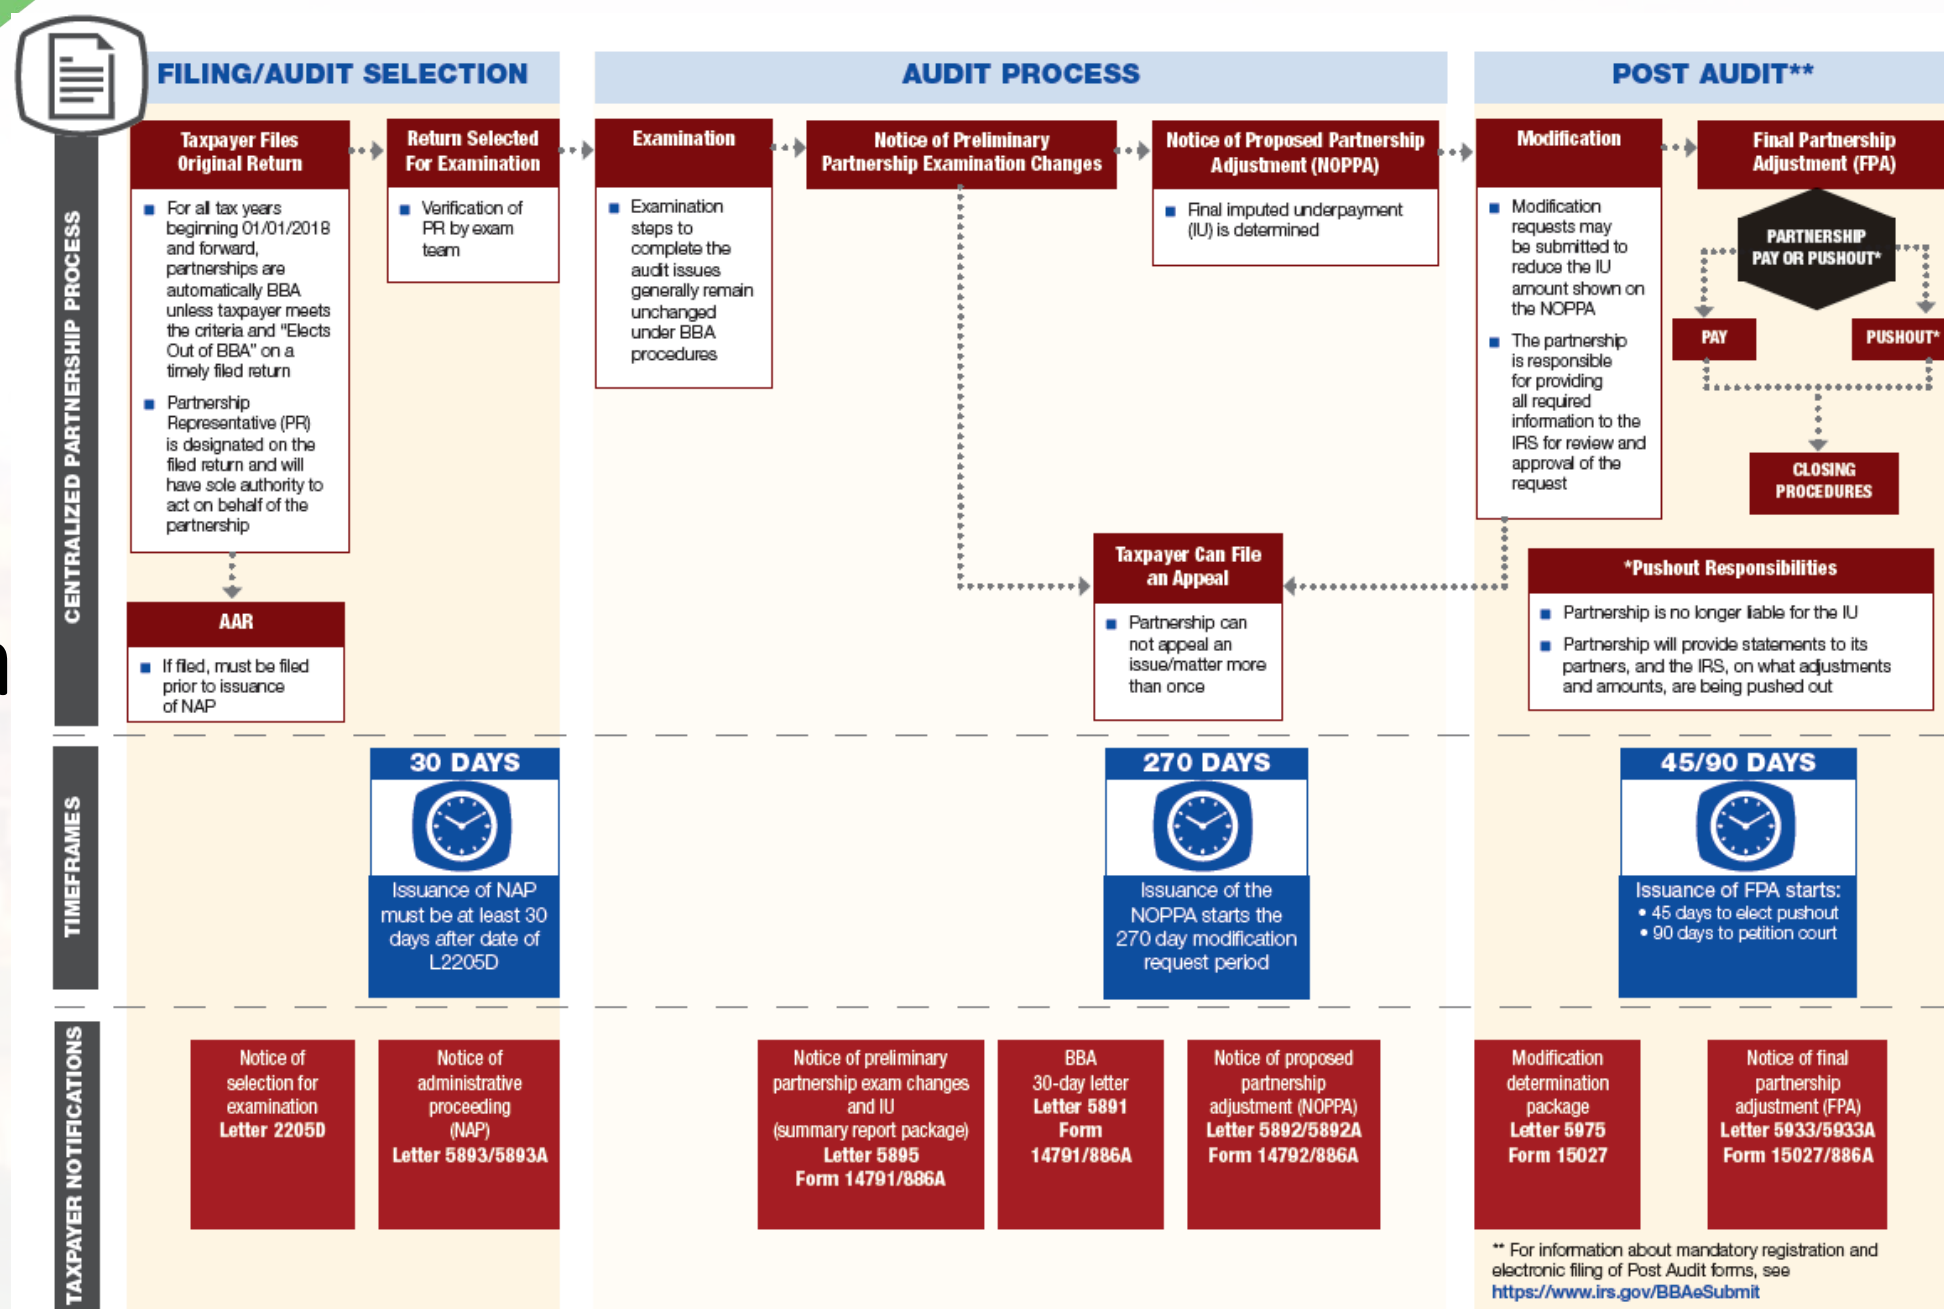 FILING/AUDIT SELECTION
AUDIT PROCESS
POST AUDIT**
CENTRALIZED PARTNERSHIP PROCESS
Taxpayer Files
Original Return
For all tax years
beginning 01/01/2018
and forward,
partnerships are
automatically BBA
unless taxpayer meets
the criteria and "Elects
Out of BBA" on a
timely filed return
Partnership
Representative (PR)
is designated on the
filed return and will
have sole authority to
act on behalf of the
partnership
AAR
If filed, must be filed
prior to issuance
of NAP
Return Selected
For Examination
Verification of
PR by exam
team
Examination
Examination
steps to
complete the
audit issues
generally remain
unchanged
under BBA
procedures
Notice of Preliminary
Partnership Examination Changes
Notice of Proposed Partnership
Adjustment (NOPPA)
Final imputed underpayment
(IU) is determined
Taxpayer Can File
an Appeal
Partnership can
not appeal an
issue/matter more
than once
Modification
Modification
requests may
be submitted to
reduce the IU
amount shown on
the NOPPA
The partnership
is responsible
for providing
all required
information to the
IRS for review and
approval of the
request
Final Partnership
Adjustment (FPA)
PARTNERSHIP
PAY OR PUSHOUT*
PAY
PUSHOUT*
CLOSING
PROCEDURES
*Pushout Responsibilities
Partnership is no longer liable for the IU
Partnership will provide statements to its
partners, and the IRS, on what adjustments
and amounts, are being pushed out
TIMEFRAMES
30 DAYS
Issuance of NAP
must be at least 30
days after date of
L2205D
270 DAYS
Issuance of the
NOPPA starts the
270 day modification
request period
45/90 DAYS
Issuance of FPA starts:
• 45 days to elect pushout
• 90 days to petition court
TAXPAYER NOTIFICATIONS
Notice of
selection for
examination
Letter 2205D
Notice of
administrative
proceeding
(NAP)
Letter 5893/5893A
Notice of preliminary
partnership exam changes
and IU
(summary report package)
Letter 5895
Form 14791/886A
BBA
30-day letter
Letter 5891
Form
14791/886A
Notice of proposed
partnership
adjustment (NOPPA)
Letter 5892/5892A
Form 14792/886A
Modification
determination
package
Letter 5975
Form 15027
Notice of final
partnership
adjustment (FPA)
Letter 5933/5933A
Form 15027/886A
** For information about mandatory registration and
electronic filing of Post Audit forms, see
https://www.irs.gov/BBAeSubmit